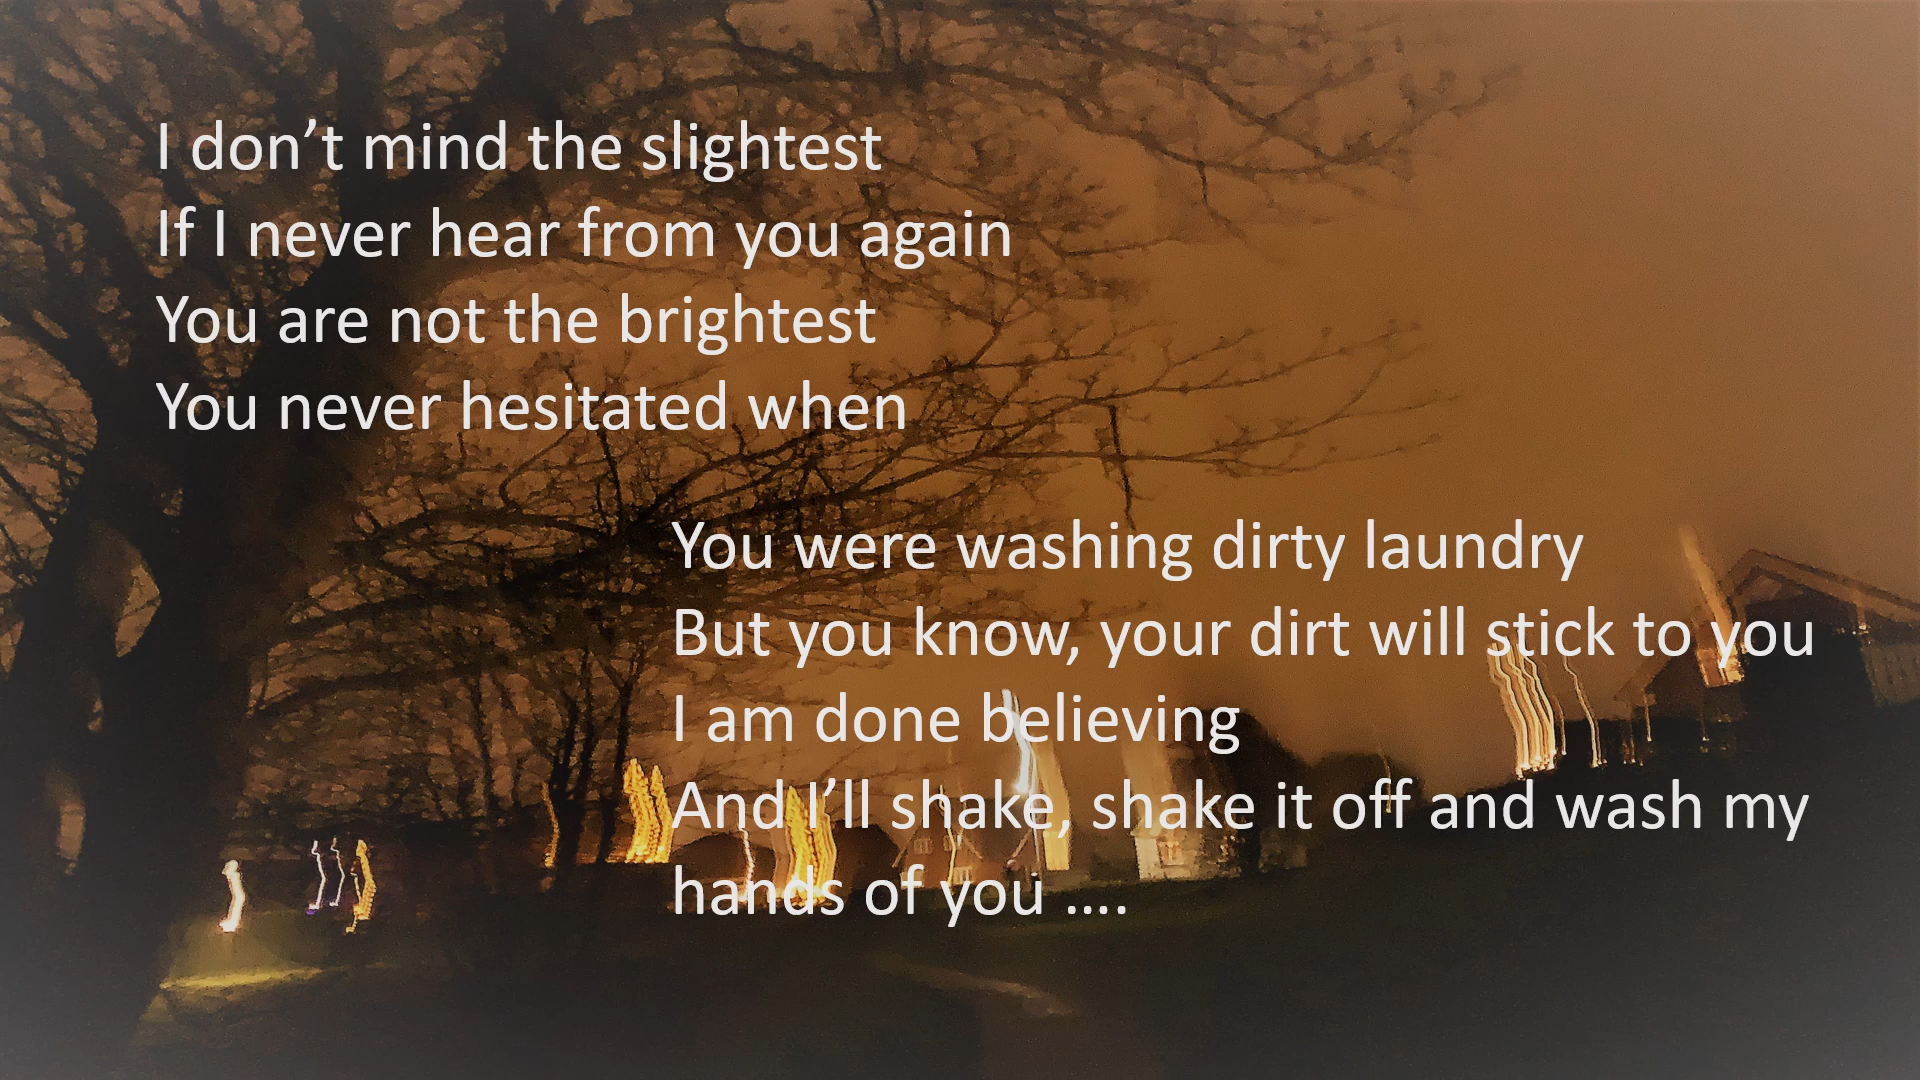 I don’t mind the slightest
If I never hear from you again
You are not the brightest
You never hesitated when
You were washing dirty laundry
But you know, your dirt will stick to you
I am done believing
And I’ll shake, shake it off and wash my
hands of you ....